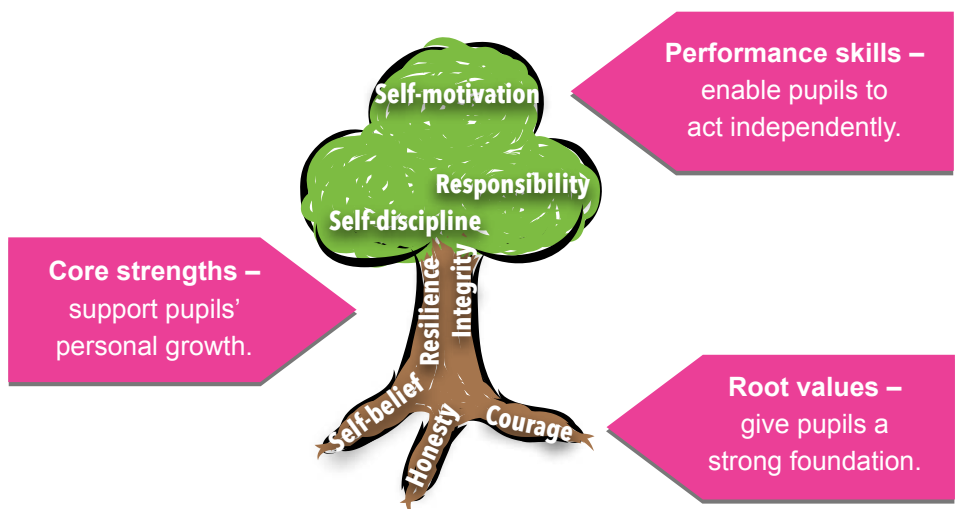 Performance skills –
enable pupils to
act independently.
Self-motivation
Responsibility
Self-discipline
Core strengths –
support pupils’
personal growth.
Resilience
Integrity
Root values –
give pupils a
strong foundation.
Self-belief
Honesty
Courage